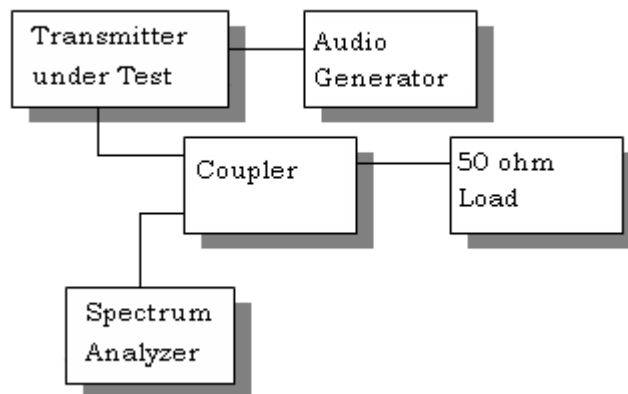 Transmitter
under Test
Audio
Generator
Coupler
50 ohm
Load
Spectrum
Analyzer